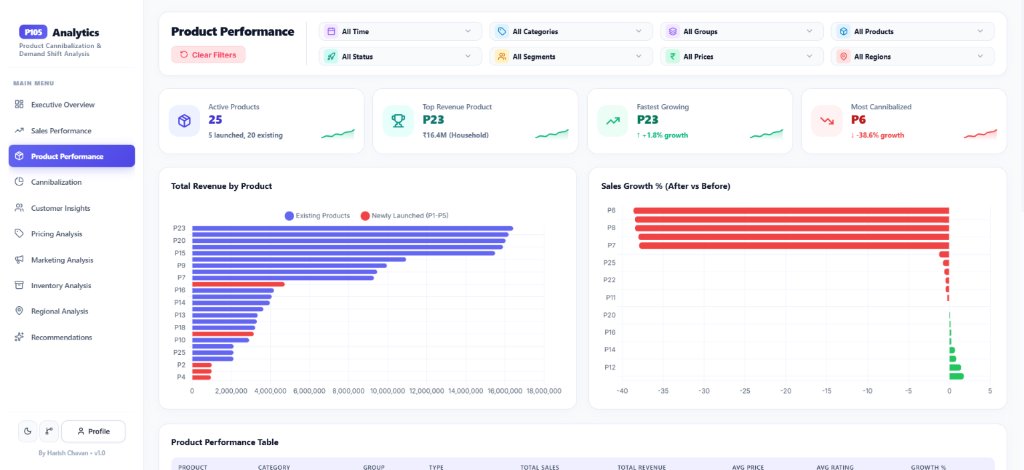 P105 Analytics
Product Cannibalization &
Demand Shift Analysis
MAIN MENU
Executive Overview
Sales Performance
Product Performance
Cannibalization
Customer Insights
Pricing Analysis
Marketing Analysis
Inventory Analysis
Regional Analysis
Recommendations
Profile
By Harish Chavan • v1.0
Product Performance
Clear Filters
All Time
All Categories
All Groups
All Products
All Status
All Segments
₹ All Prices
All Regions
Active Products
25
5 launched, 20 existing
Top Revenue Product
P23
₹16.4M (Household)
Fastest Growing
P23
↑ +1.8% growth
Most Cannibalized
P6
↓ -38.6% growth
Total Revenue by Product
Existing Products
Newly Launched (P1-P5)
P23
P20
P15
P9
P7
P16
P14
P13
P18
P10
P25
P2
P4
0 2,000,000 4,000,000 6,000,000 8,000,000 10,000,000 12,000,000 14,000,000 16,000,000 18,000,000
Sales Growth % (After vs Before)
P6
P9
P7
P25
P22
P11
P20
P16
P14
P12
-40 -35 -30 -25 -20 -15 -10 -5 0 5
Product Performance Table
PRODUCT CATEGORY GROUP TYPE TOTAL SALES TOTAL REVENUE AVG PRICE AVG RATING GROWTH %